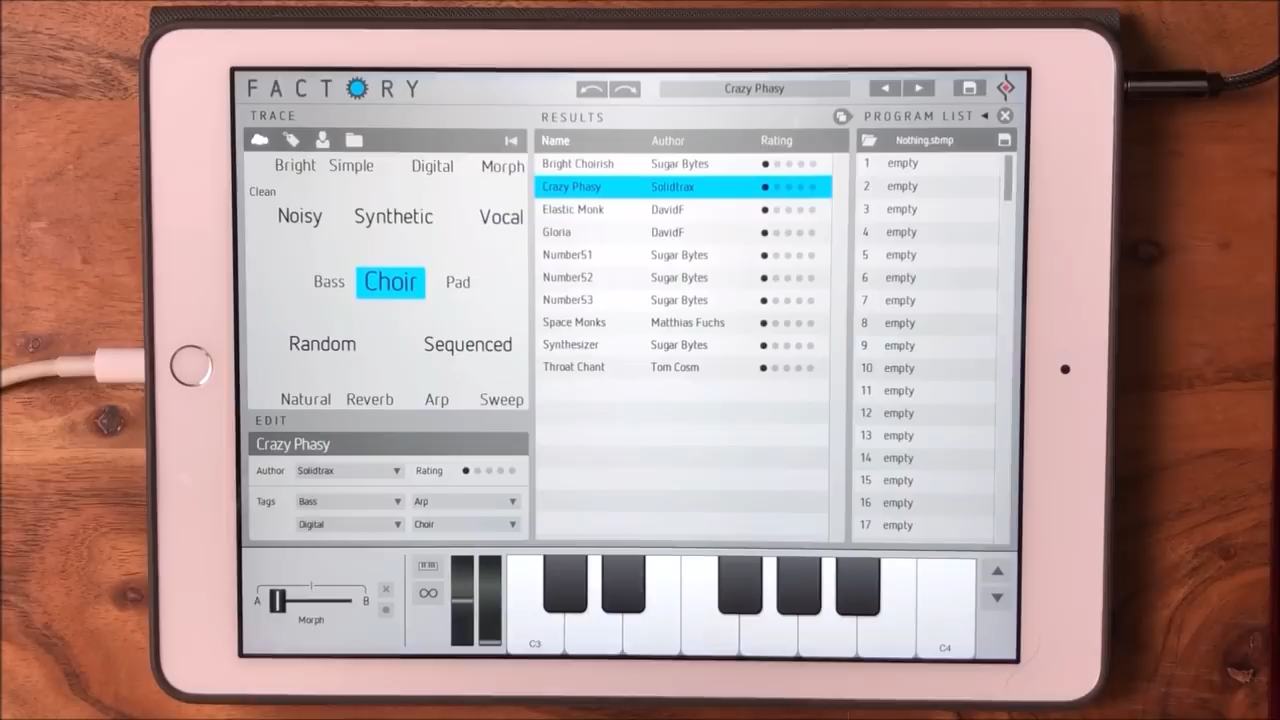 FACTORY
Crazy Phasy
TRACE
Bright Simple Digital Morph
Clean
Noisy Synthetic Vocal
Bass Choir Pad
Random Sequenced
Natural Reverb Arp Sweep
EDIT
Crazy Phasy
Author Solidtrax Rating
Tags Bass Arp
Digital Choir
RESULTS
Name Author Rating
Bright Choirish Sugar Bytes
Crazy Phasy Solidtrax
Elastic Monk DavidF
Gloria DavidF
Number51 Sugar Bytes
Number52 Sugar Bytes
Number53 Sugar Bytes
Space Monks Matthias Fuchs
Synthesizer Sugar Bytes
Throat Chant Tom Cosm
PROGRAM LIST
Nothing.sbmp
1 empty
2 empty
3 empty
4 empty
5 empty
6 empty
7 empty
8 empty
9 empty
10 empty
11 empty
12 empty
13 empty
14 empty
15 empty
16 empty
17 empty
A B
Morph
C3 C4